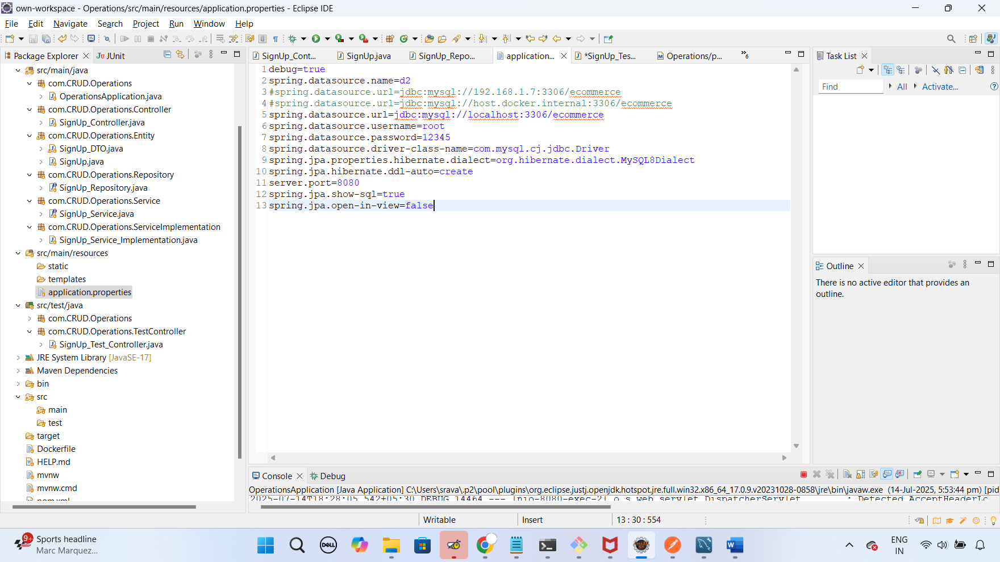 own-workspace - Operations/src/main/resources/application.properties - Eclipse IDE
File Edit Navigate Search Project Run Window Help
Package Explorer
JUnit
SignUp_Cont...
SignUp.java
SignUp_Repo...
application...
*SignUp_Tes...
Operations/p...
»6
Task List
src/main/java
com.CRUD.Operations
OperationsApplication.java
com.CRUD.Operations.Controller
SignUp_Controller.java
com.CRUD.Operations.Entity
SignUp_DTO.java
SignUp.java
com.CRUD.Operations.Repository
SignUp_Repository.java
com.CRUD.Operations.Service
SignUp_Service.java
com.CRUD.Operations.ServiceImplementation
SignUp_Service_Implementation.java
src/main/resources
static
templates
application.properties
src/test/java
com.CRUD.Operations
com.CRUD.Operations.TestController
SignUp_Test_Controller.java
JRE System Library [JavaSE-17]
Maven Dependencies
bin
src
main
test
target
Dockerfile
HELP.md
mvnw
mvnw.cmd
pom.xml
1 debug=true
2 spring.datasource.name=d2
3 #spring.datasource.url=jdbc:mysql://192.168.1.7:3306/ecommerce
4 #spring.datasource.url=jdbc:mysql://host.docker.internal:3306/ecommerce
5 spring.datasource.url=jdbc:mysql://localhost:3306/ecommerce
6 spring.datasource.username=root
7 spring.datasource.password=12345
8 spring.datasource.driver-class-name=com.mysql.cj.jdbc.Driver
9 spring.jpa.properties.hibernate.dialect=org.hibernate.dialect.MySQL8Dialect
10 spring.jpa.hibernate.ddl-auto=create
11 server.port=8080
12 spring.jpa.show-sql=true
13 spring.jpa.open-in-view=false
Find
All
Activate...
Outline
There is no active editor that provides an
outline.
Console
Debug
OperationsApplication [Java Application] C:\Users\srava\.p2\pool\plugins\org.eclipse.justj.openjdk.hotspot.jre.full.win32.x86_64_17.0.9.v20231028-0858\jre\bin\javaw.exe (14-Jul-2025, 5:53:44 pm) [pid
2025-07-14T18:28:05.542+05:30 DEBUG 14464 --- [nio-8080-exec-2] o.s.web.servlet.DispatcherServlet : Detected AcceptHeaderLo
Writable
Insert
13 : 30 : 554
9+
Sports headline
Marc Marquez...
DELL
Java EE
IDE
W
ENG
IN